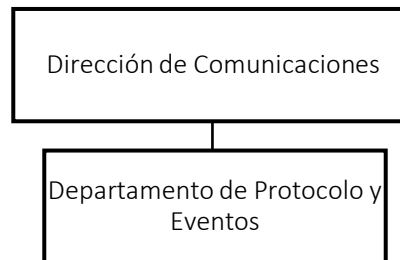 Dirección de Comunicaciones
Departamento de Protocolo y
Eventos